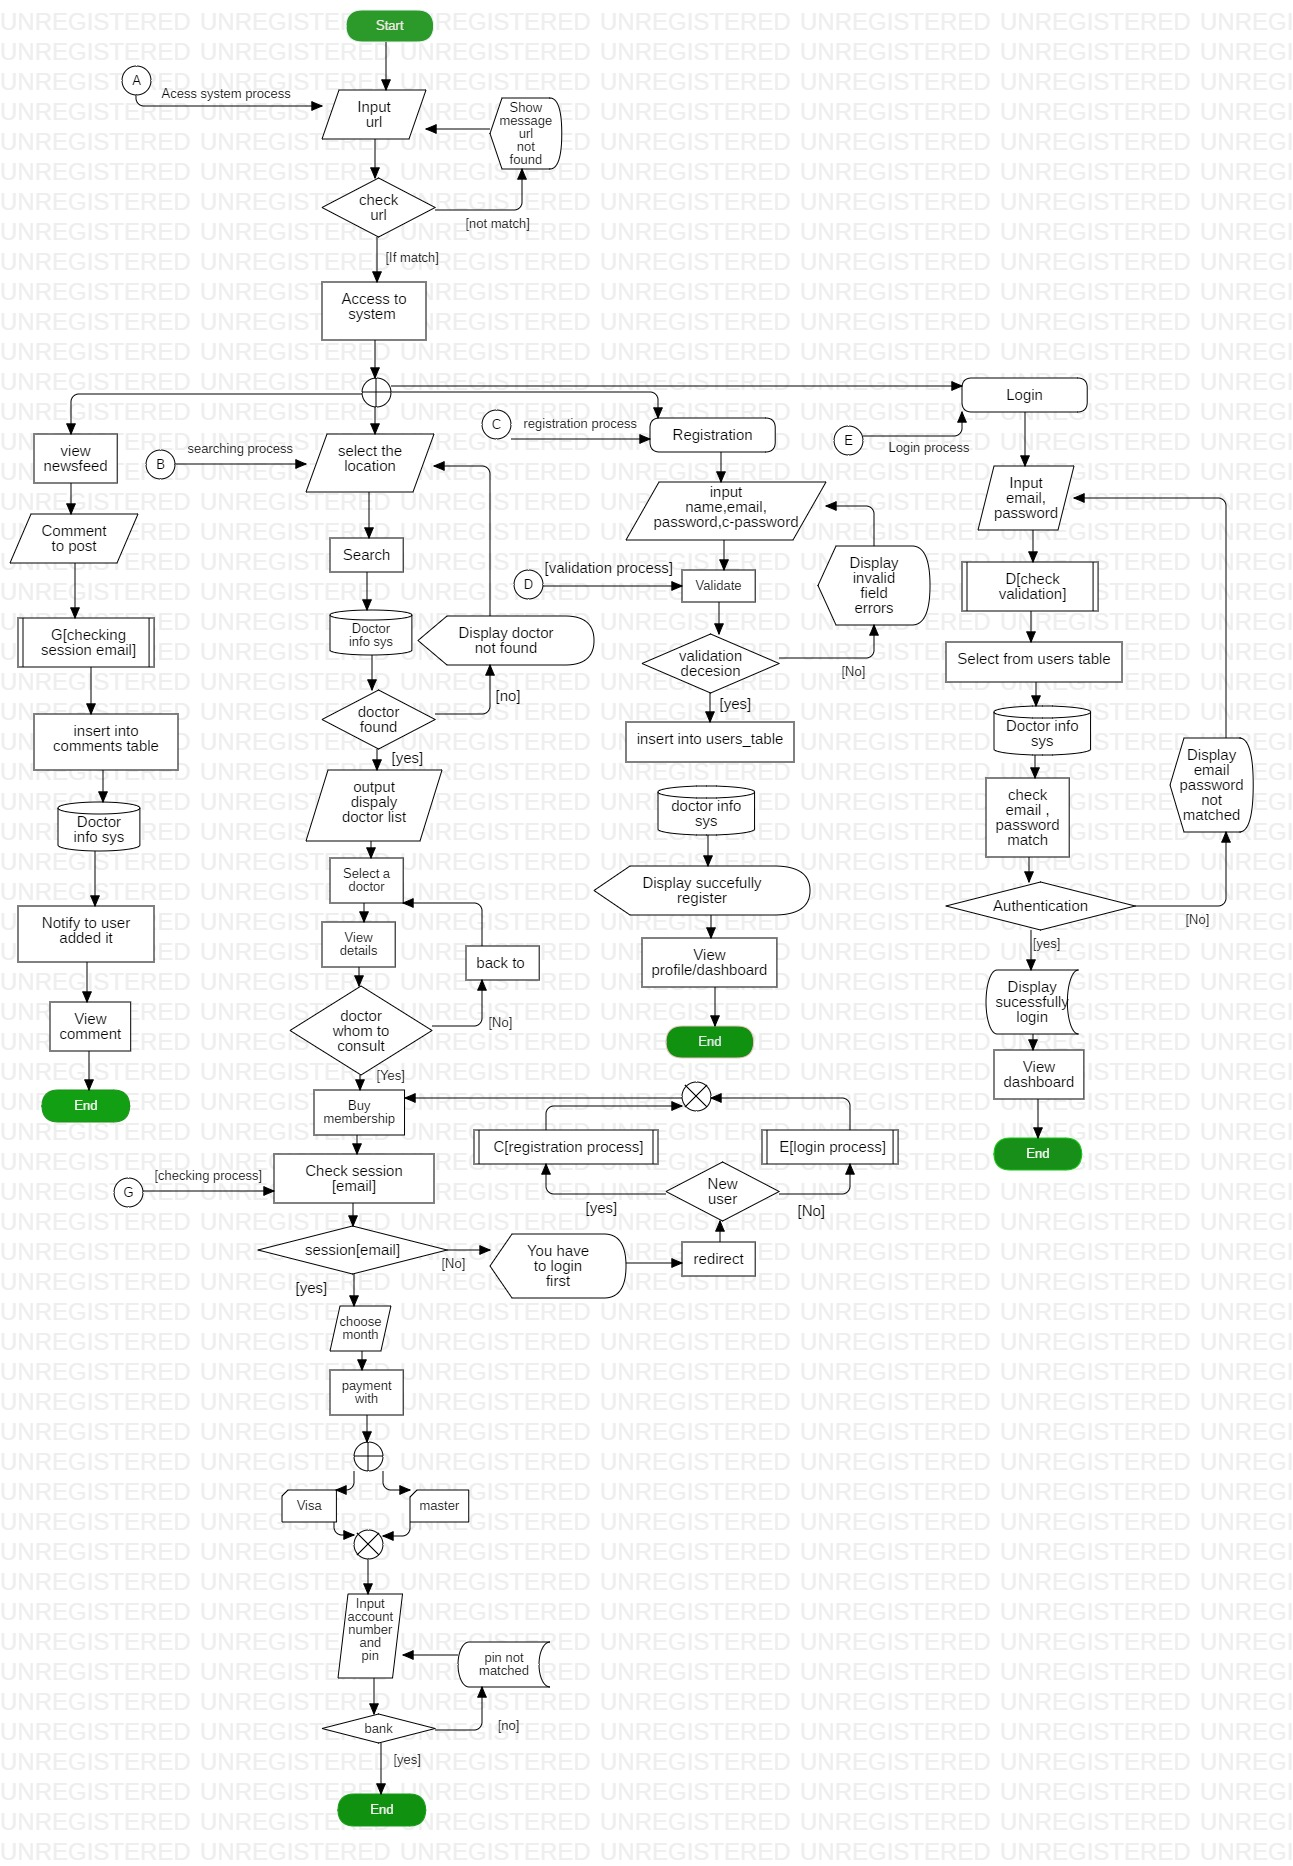 Start
A
Acess system process
Input
url
Show
message
url
not
found
check
url
[not match]
[If match]
Access to
system
view
newsfeed
Comment
to post
G[checking
session email]
insert into
comments table
Doctor
info sys
Notify to user
added it
View
comment
End
B
searching process
select the
location
Search
Doctor
info sys
Display doctor
not found
[no]
doctor
found
[yes]
output
dispaly
doctor list
Select a
doctor
View
details
back to
doctor
whom to
consult
[No]
[Yes]
Buy
membership
G
[checking process]
Check session
[email]
session[email]
[No]
[yes]
You have
to login
first
redirect
New
user
[yes]
[No]
C[registration process]
E[login process]
choose
month
payment
with
Visa
master
Input
account
number
and
pin
pin not
matched
bank
[no]
[yes]
End
C
registration process
Registration
input
name,email,
password,c-password
D
[validation process]
Validate
Display
invalid
field
errors
validation
decesion
[No]
[yes]
insert into users_table
doctor info
sys
Display succefully
register
View
profile/dashboard
End
E
Login process
Login
Input
email,
password
D[check
validation]
Select from users table
Doctor info
sys
check
email ,
password
match
Display
email
password
not
matched
Authentication
[No]
[yes]
Display
sucessfully
login
View
dashboard
End
UNREGISTERED